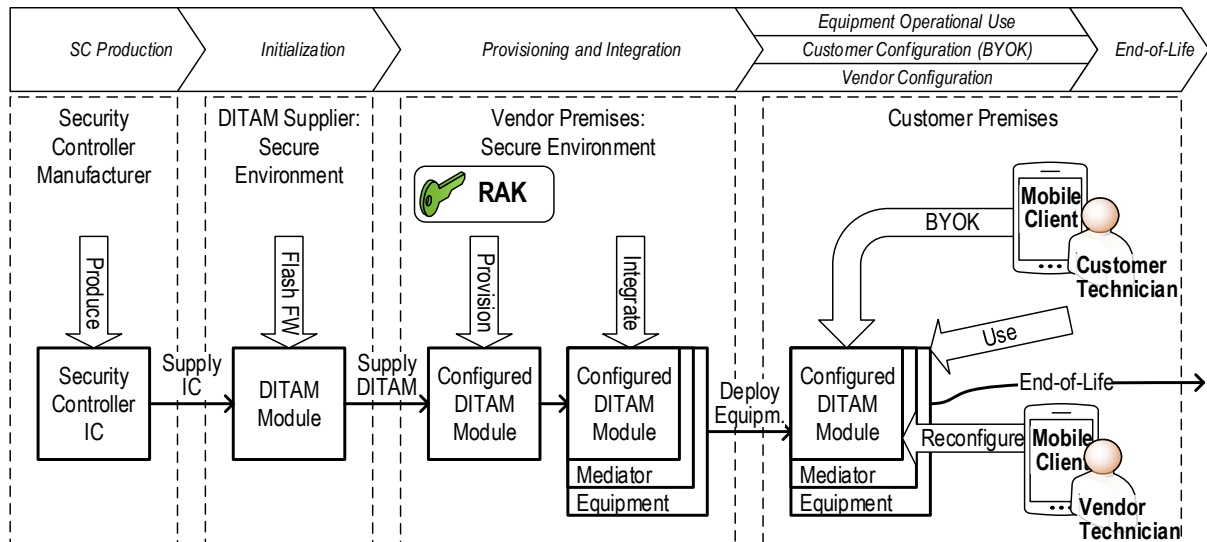 SC Production
Initialization
Provisioning and Integration
Equipment Operational Use
Customer Configuration (BYOK)
Vendor Configuration
End-of-Life
Security
Controller
Manufacturer
DITAM Supplier:
Secure
Environment
Vendor Premises:
Secure Environment
Customer Premises
RAK
Produce
Flash FW
Provision
Integrate
BYOK
Mobile
Client
Customer
Technician
Use
Security
Controller
IC
Supply
IC
DITAM
Module
Supply
DITAM
Configured
DITAM
Module
Configured
DITAM
Module
Mediator
Equipment
Deploy
Equipm.
Configured
DITAM
Module
Mediator
Equipment
End-of-Life
Reconfigure
Mobile
Client
Vendor
Technician